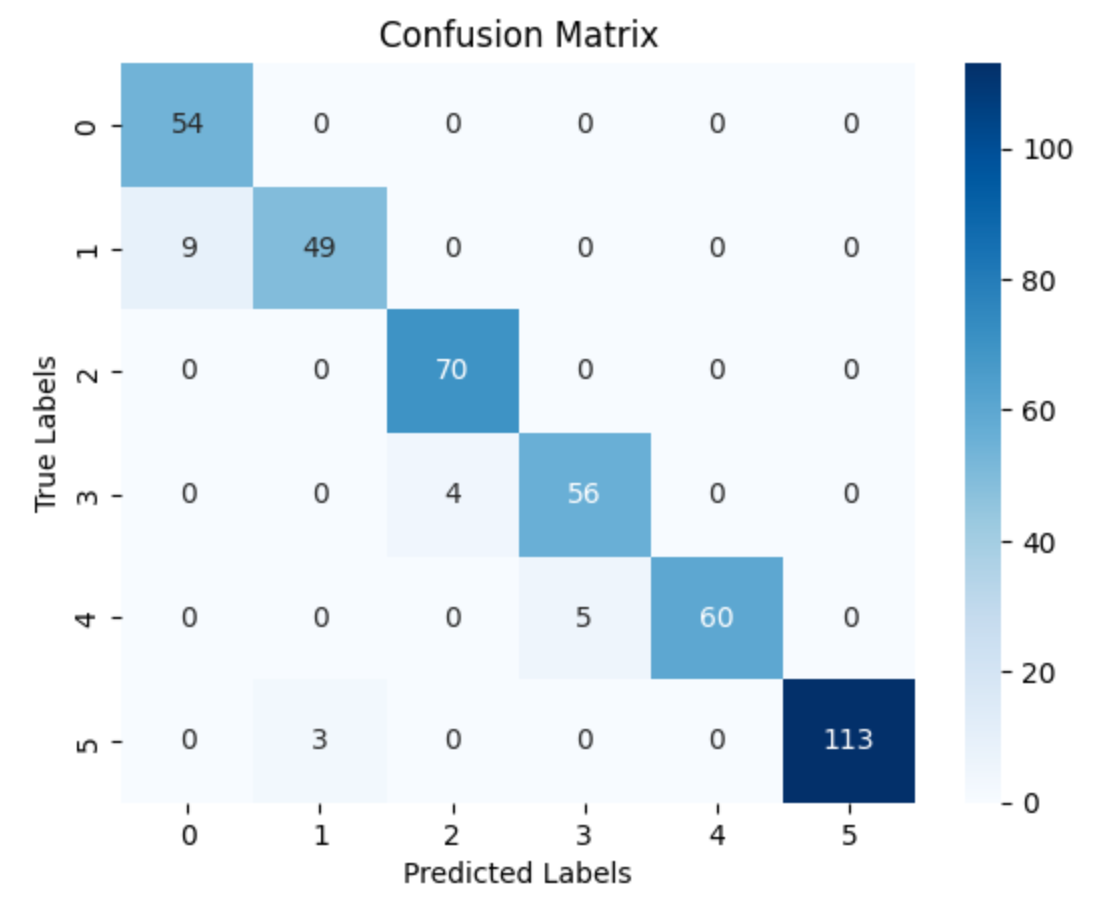 Confusion Matrix
0 54 0 0 0 0 0
1 9 49 0 0 0 0
2 0 0 70 0 0 0
3 0 0 4 56 0 0
4 0 0 0 5 60 0
5 0 3 0 0 0 113
0 1 2 3 4 5
Predicted Labels
True Labels
100
80
60
40
20
0